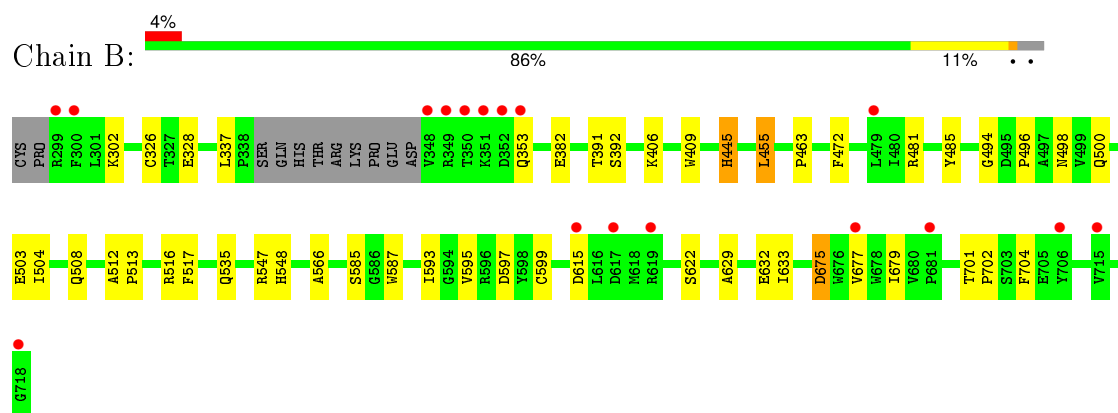 4%
Chain B:
86% 11% • •
CYS PRO R299 F300 L301 K302 C326 T327 E328 L337 P338 SER GLN HIS THR ARG LYS PRO GLU ASP V348 R349 T350 K351 D352 Q353 E382 T391 S392 K406 W409 H445 L455 P463 F472 L479 I480 R481 Y485 G494 D495 P496 A497 N498 V499 Q500
E503 I504 Q508 A512 P513 R516 F517 Q535 R547 H548 A566 S585 G586 W587 I593 G594 V595 R596 D597 Y598 C599 D615 L616 D617 M618 R619 S622 A629 E632 I633 D675 W676 V677 W678 I679 V680 P681 T701 P702 S703 F704 E705 Y706 V715
G718